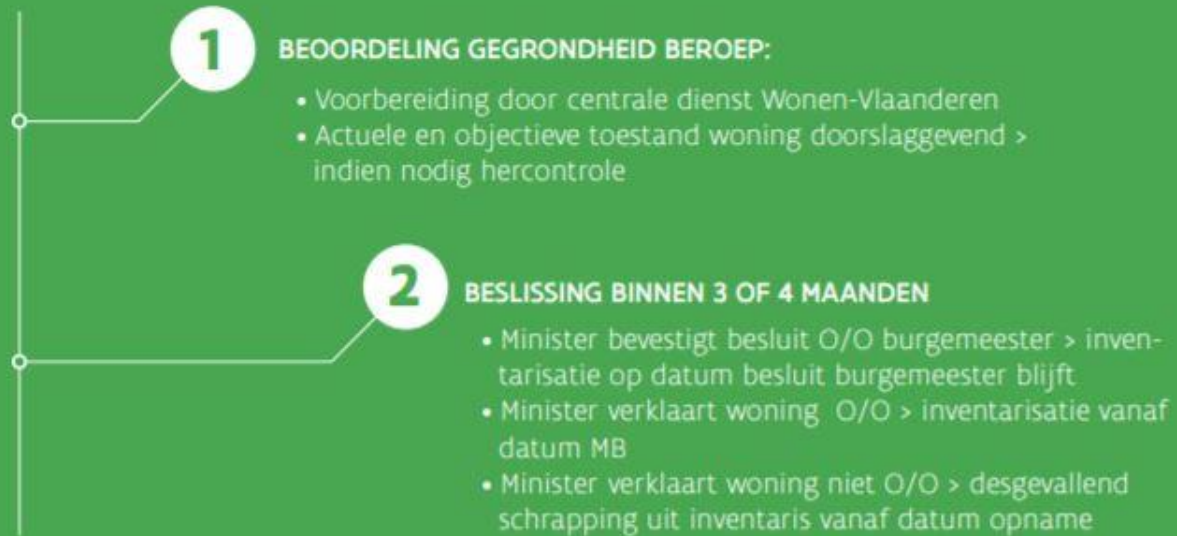 1
BEOORDELING GEGRONDHEID BEROEP:
• Voorbereiding door centrale dienst Wonen-Vlaanderen
• Actuele en objectieve toestand woning doorslaggevend >
indien nodig hercontrole
2
BESLISSING BINNEN 3 OF 4 MAANDEN
• Minister bevestigt besluit O/O burgemeester > inven-
tarisatie op datum besluit burgemeester blijft
• Minister verklaart woning O/O > inventarisatie vanaf
datum MB
• Minister verklaart woning niet O/O > desgevallend
schrapping uit inventaris vanaf datum opname